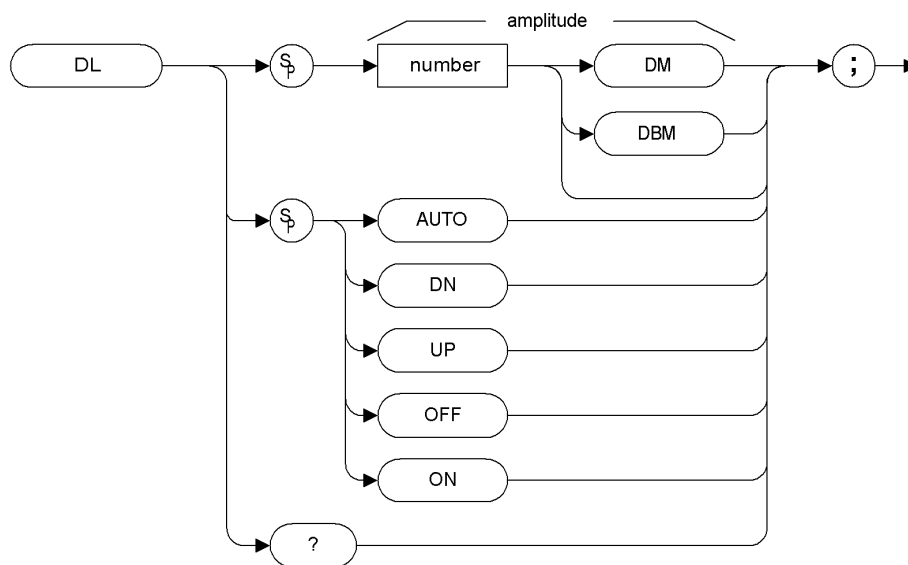 amplitude
DL
SP
number
DM
;
DBM
SP
AUTO
DN
UP
OFF
ON
?